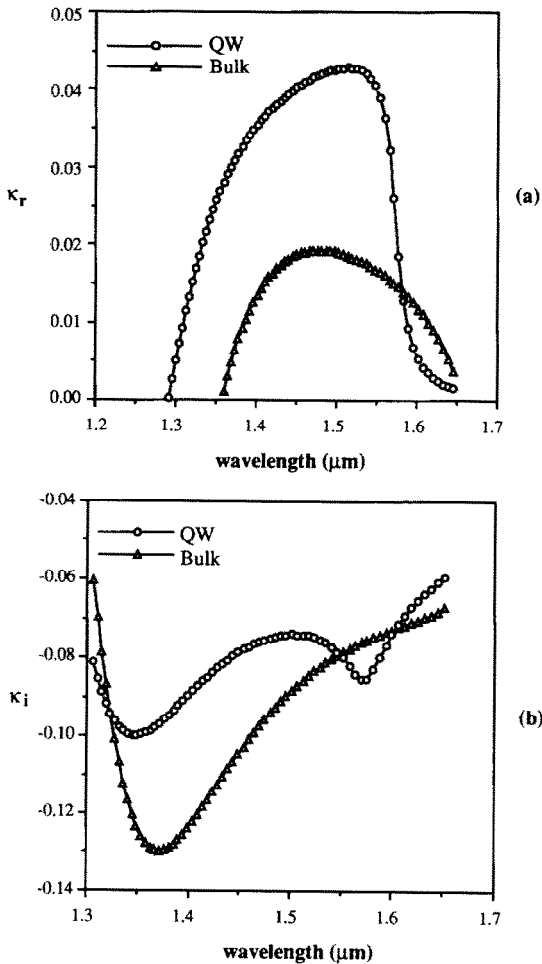 0.05
QW
Bulk
0.04
0.03
κr
(a)
0.02
0.01
0.00
1.2 1.3 1.4 1.5 1.6 1.7
wavelength (μm)
-0.04
QW
Bulk
-0.06
-0.08
κi
(b)
-0.10
-0.12
-0.14
1.3 1.4 1.5 1.6 1.7
wavelength (μm)